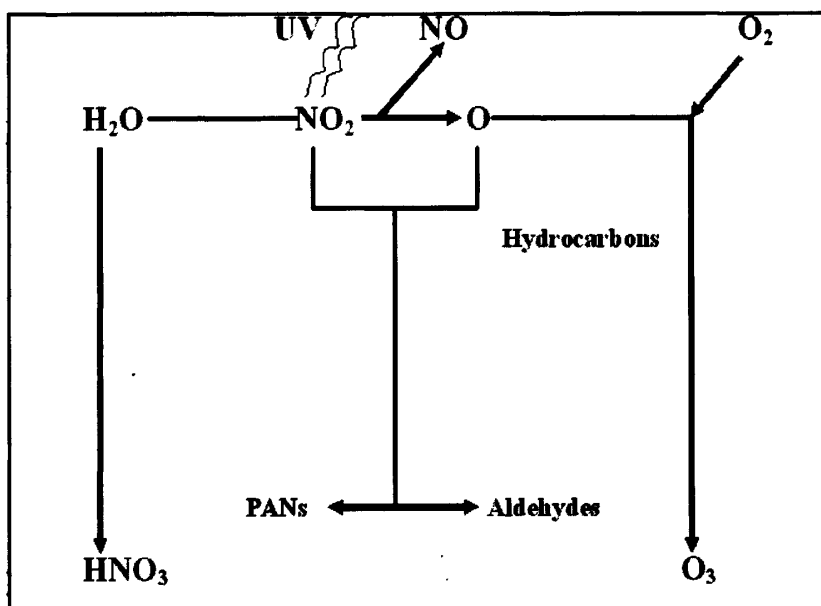 UV NO O₂
H₂O NO₂ O
Hydrocarbons
PANs Aldehydes
HNO₃ O₃